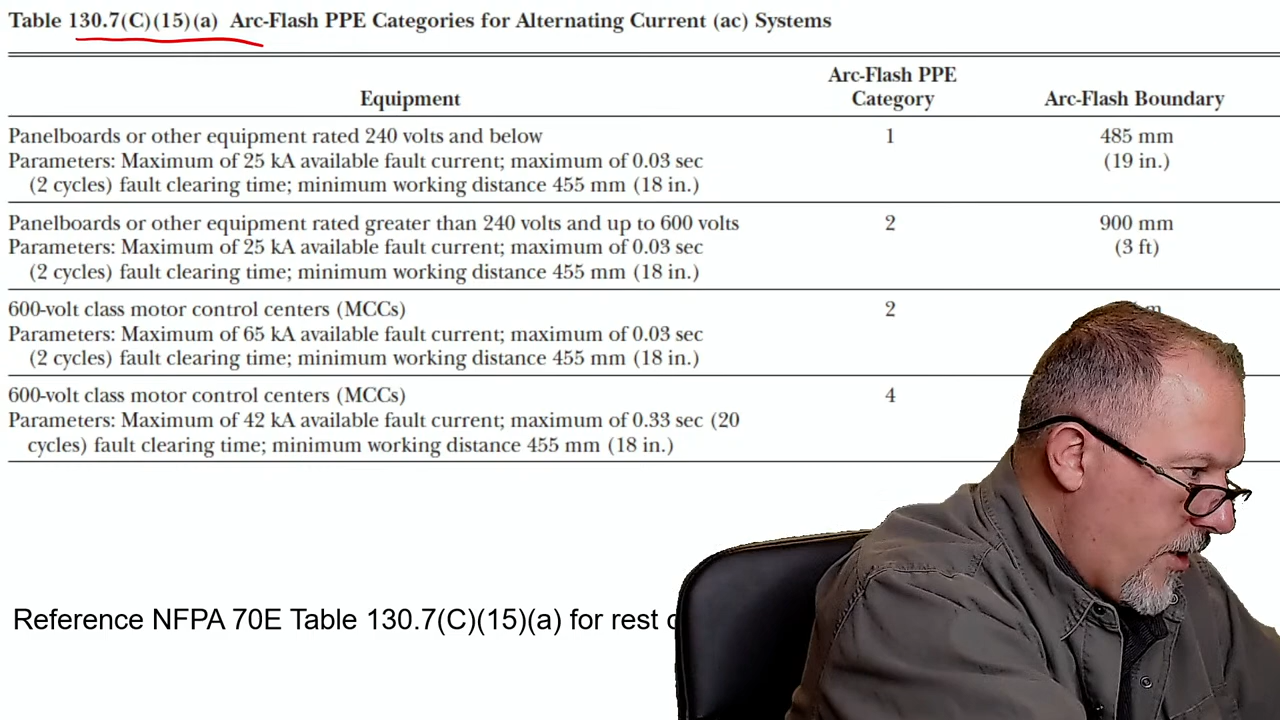 Table 130.7(C)(15)(a) Arc-Flash PPE Categories for Alternating Current (ac) Systems
Arc-Flash PPE
Equipment Category Arc-Flash Boundary
Panelboards or other equipment rated 240 volts and below 1 485 mm
Parameters: Maximum of 25 kA available fault current; maximum of 0.03 sec (19 in.)
(2 cycles) fault clearing time; minimum working distance 455 mm (18 in.)
Panelboards or other equipment rated greater than 240 volts and up to 600 volts 2 900 mm
Parameters: Maximum of 25 kA available fault current; maximum of 0.03 sec (3 ft)
(2 cycles) fault clearing time; minimum working distance 455 mm (18 in.)
600-volt class motor control centers (MCCs) 2
Parameters: Maximum of 65 kA available fault current; maximum of 0.03 sec
(2 cycles) fault clearing time; minimum working distance 455 mm (18 in.)
600-volt class motor control centers (MCCs) 4
Parameters: Maximum of 42 kA available fault current; maximum of 0.33 sec (20
cycles) fault clearing time; minimum working distance 455 mm (18 in.)
Reference NFPA 70E Table 130.7(C)(15)(a) for rest